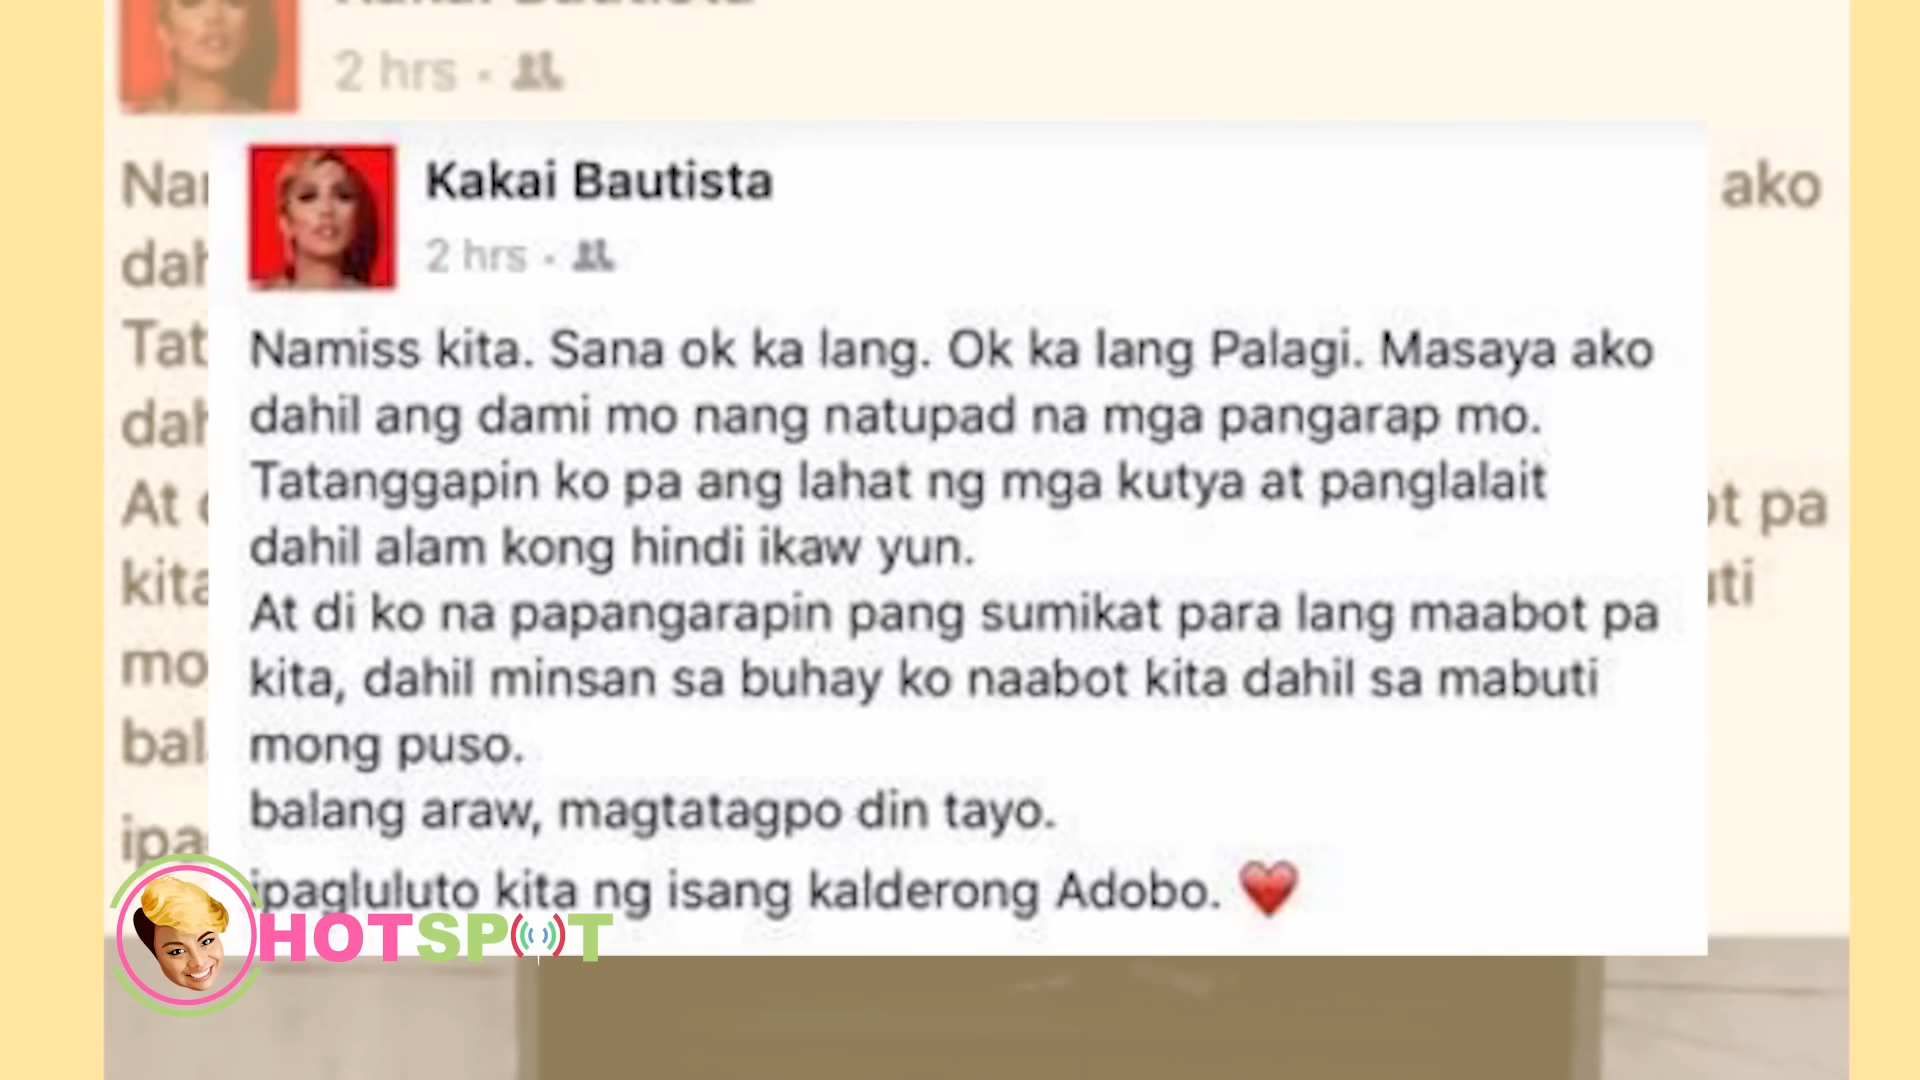 Kakai Bautista
2 hrs
ako
Kakai Bautista
2 hrs
Namiss kita. Sana ok ka lang. Ok ka lang Palagi. Masaya ako
dahil ang dami mo nang natupad na mga pangarap mo.
Tatanggapin ko pa ang lahat ng mga kutya at panglalait
dahil alam kong hindi ikaw yun.
At di ko na papangarapin pang sumikat para lang maabot pa
kita, dahil minsan sa buhay ko naabot kita dahil sa mabuti
mong puso.
balang araw, magtatagpo din tayo.
ipagluluto kita ng isang kalderong Adobo. ❤️
HOTSPOT